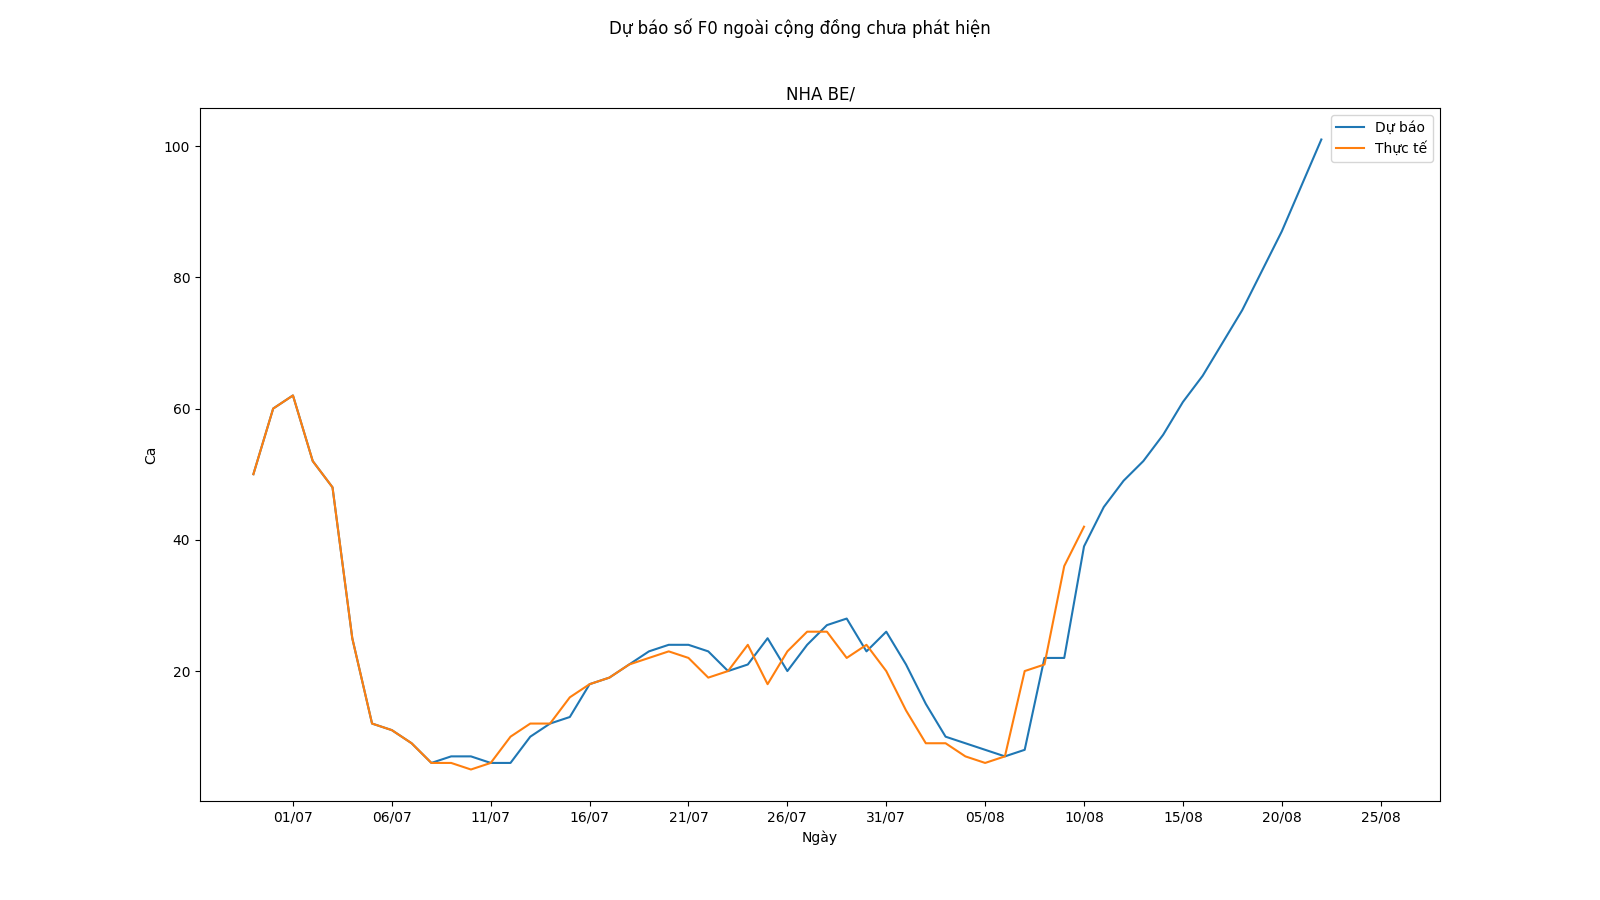 Dự báo số F0 ngoài cộng đồng chưa phát hiện
NHA BE/
Dự báo
Thực tế
100
80
60
40
20
Ca
01/07 06/07 11/07 16/07 21/07 26/07 31/07 05/08 10/08 15/08 20/08 25/08
Ngày